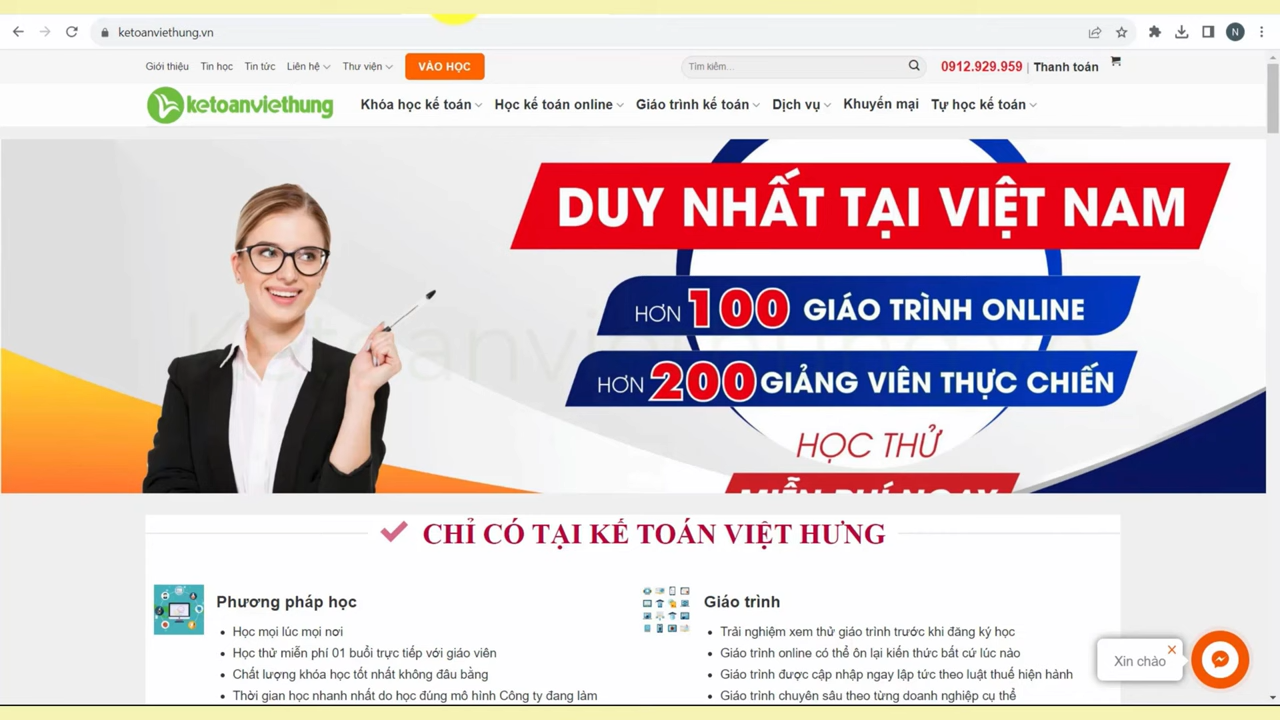 ketoanviethung.vn
N
Giới thiệu Tin học Tin tức Liên hệ Thư viện VÀO HỌC Tìm kiếm... 0912.929.959 | Thanh toán
ketoanviethung Khóa học kế toán Học kế toán online Giáo trình kế toán Dịch vụ Khuyến mại Tự học kế toán
DUY NHẤT TẠI VIỆT NAM
HƠN 100 GIÁO TRÌNH ONLINE
Ketoanviethung.vn
HƠN 200 GIẢNG VIÊN THỰC CHIẾN
HỌC THỬ
MIỄN PHÍ NGAY
CHỈ CÓ TẠI KẾ TOÁN VIỆT HƯNG
Phương pháp học
Học mọi lúc mọi nơi
Học thử miễn phí 01 buổi trực tiếp với giáo viên
Chất lượng khóa học tốt nhất không đâu bằng
Thời gian học nhanh nhất do học đúng mô hình Công ty đang làm
Giáo trình
Trải nghiệm xem thử giáo trình trước khi đăng ký học
Giáo trình online có thể ôn lại kiến thức bất cứ lúc nào
Giáo trình được cập nhập ngay lập tức theo luật thuế hiện hành
Giáo trình chuyên sâu theo từng doanh nghiệp cụ thể
Xin chào